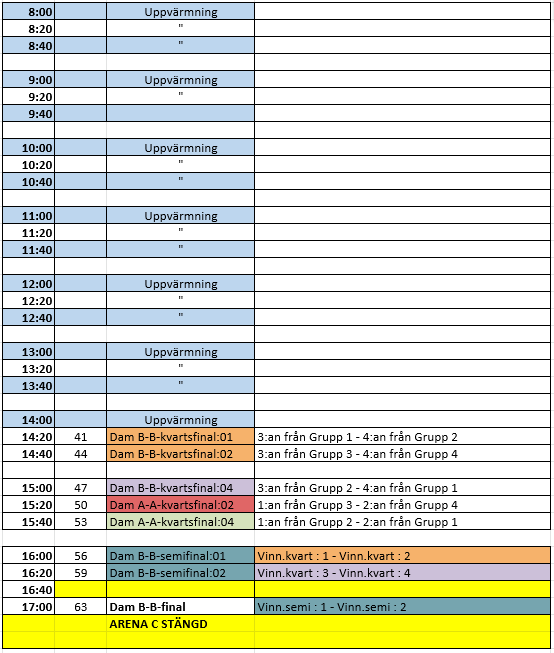 8:00 Uppvärmning
8:20 "
8:40 "
9:00 Uppvärmning
9:20 "
9:40
10:00 Uppvärmning
10:20 "
10:40 "
11:00 Uppvärmning
11:20 "
11:40 "
12:00 Uppvärmning
12:20 "
12:40 "
13:00 Uppvärmning
13:20 "
13:40 "
14:00 Uppvärmning
14:20 41 Dam B-B-kvartsfinal:01 3:an från Grupp 1 - 4:an från Grupp 2
14:40 44 Dam B-B-kvartsfinal:02 3:an från Grupp 3 - 4:an från Grupp 4
15:00 47 Dam B-B-kvartsfinal:04 3:an från Grupp 2 - 4:an från Grupp 1
15:20 50 Dam A-A-kvartsfinal:02 1:an från Grupp 3 - 2:an från Grupp 4
15:40 53 Dam A-A-kvartsfinal:04 1:an från Grupp 2 - 2:an från Grupp 1
16:00 56 Dam B-B-semifinal:01 Vinn.kvart : 1 - Vinn.kvart : 2
16:20 59 Dam B-B-semifinal:02 Vinn.kvart : 3 - Vinn.kvart : 4
16:40
17:00 63 Dam B-B-final Vinn.semi : 1 - Vinn.semi : 2
ARENA C STÄNGD